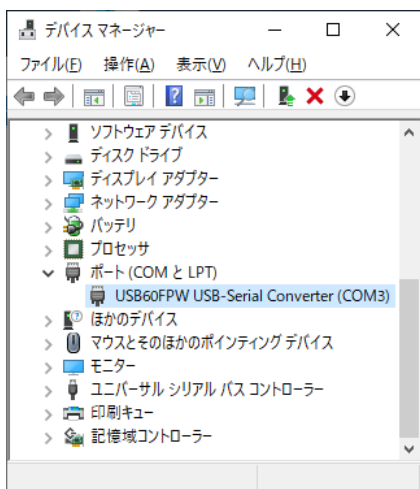 デバイス マネージャー
ファイル(F) 操作(A) 表示(V) ヘルプ(H)
ソフトウェア デバイス
ディスク ドライブ
ディスプレイ アダプター
ネットワーク アダプター
バッテリ
プロセッサ
ポート (COM と LPT)
USB60FPW USB-Serial Converter (COM3)
ほかのデバイス
マウスとそのほかのポインティング デバイス
モニター
ユニバーサル シリアル バス コントローラー
印刷キュー
記憶域コントローラー